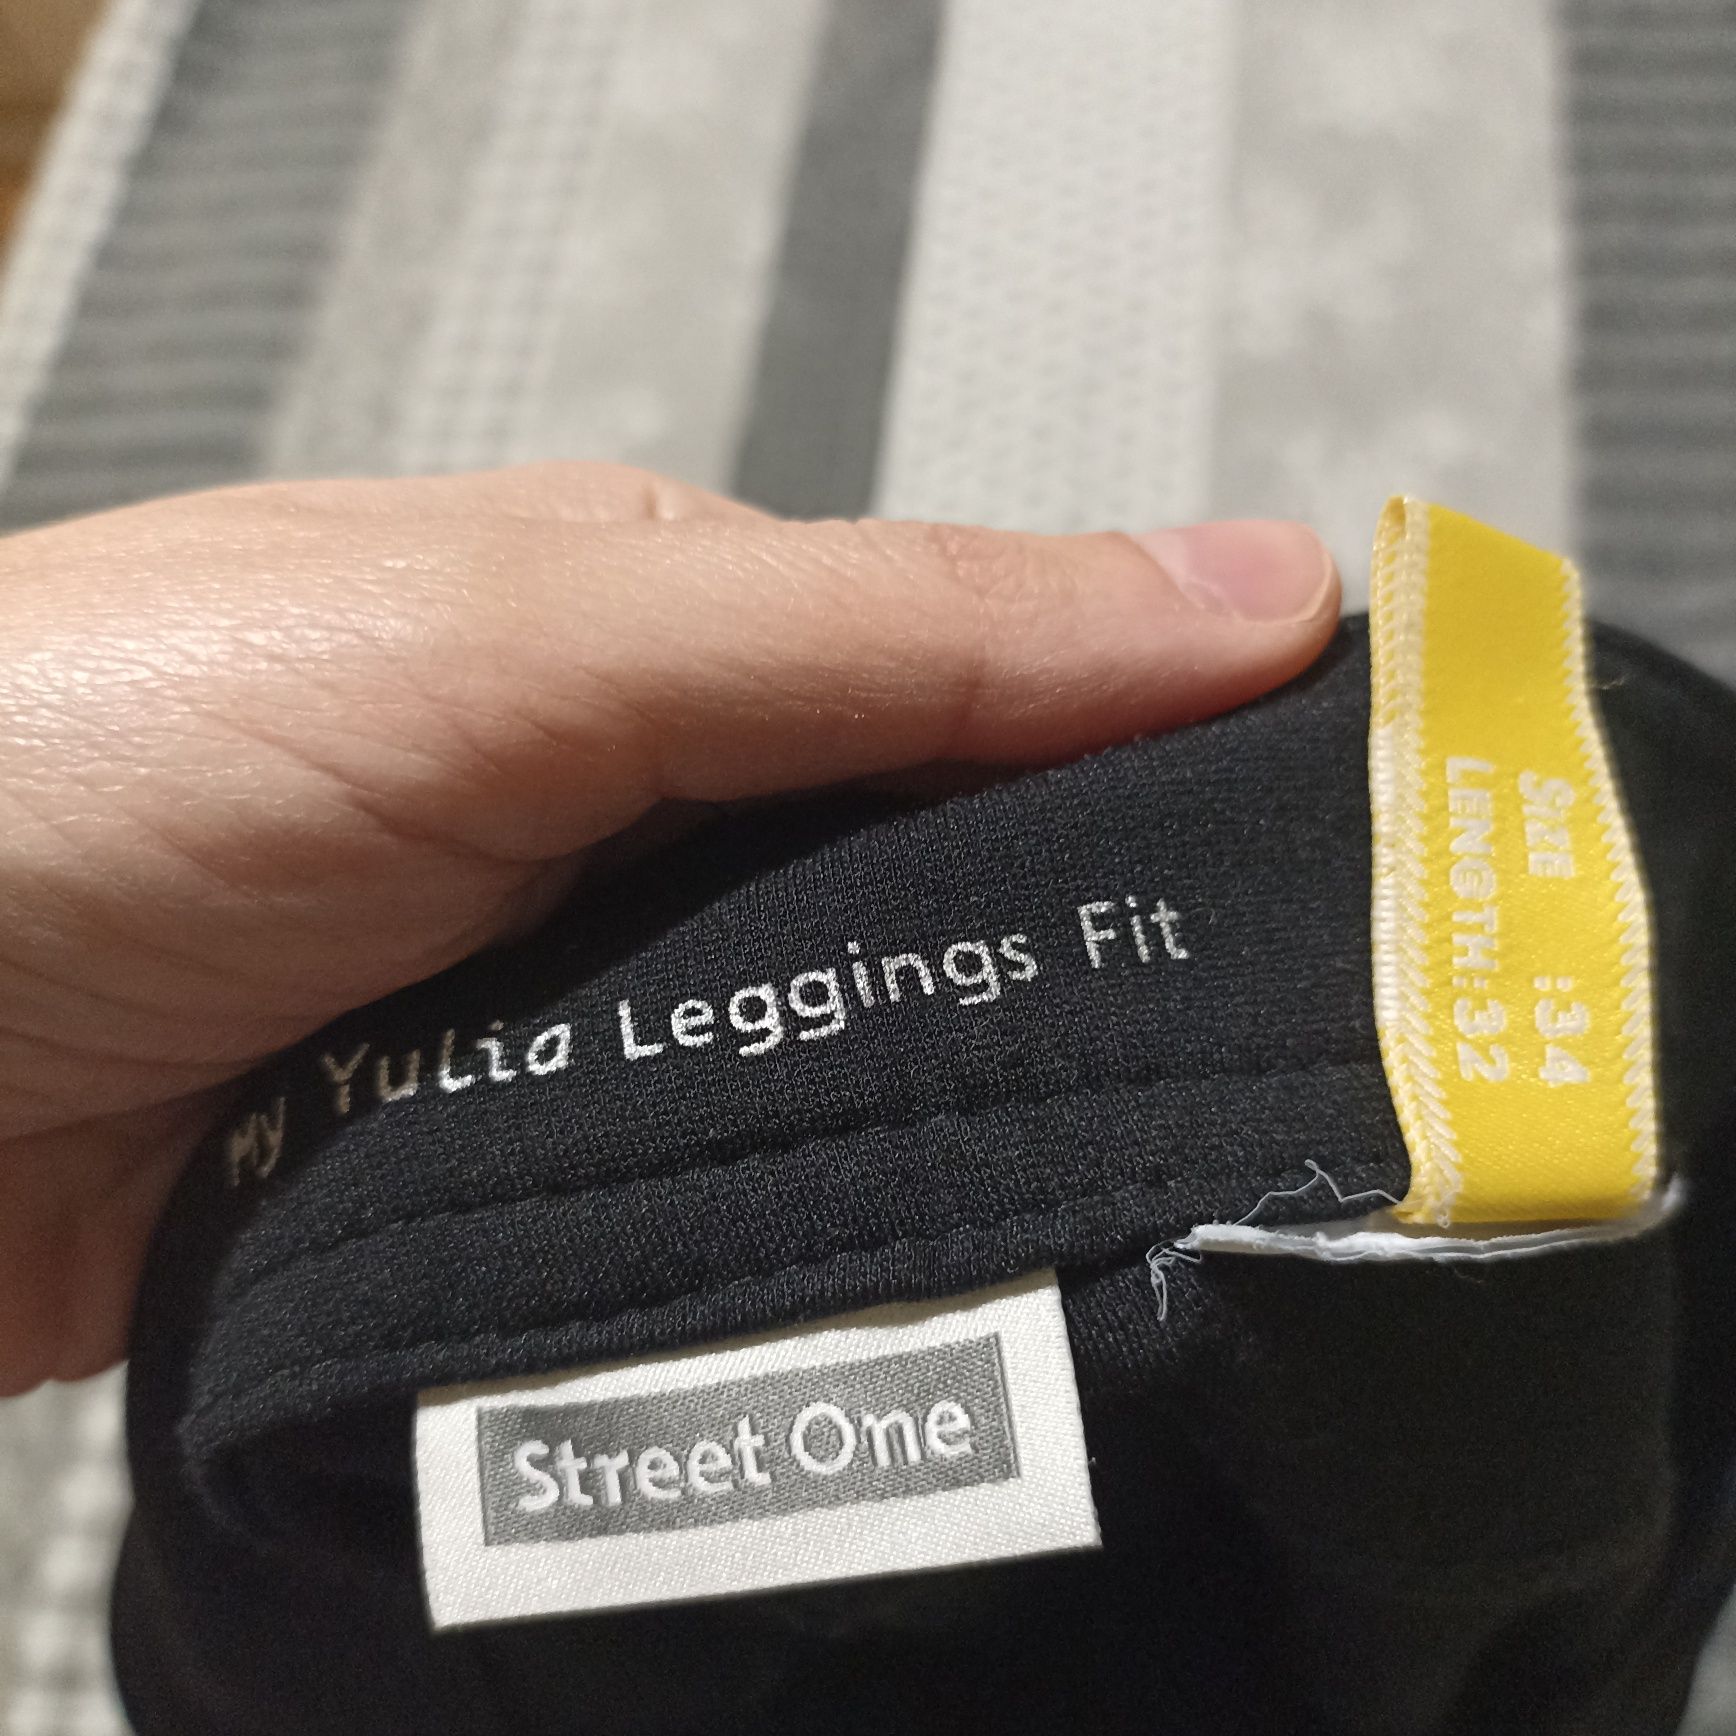 My Yulia Leggings Fit
SIZE :34
LENGTH:32
Street One